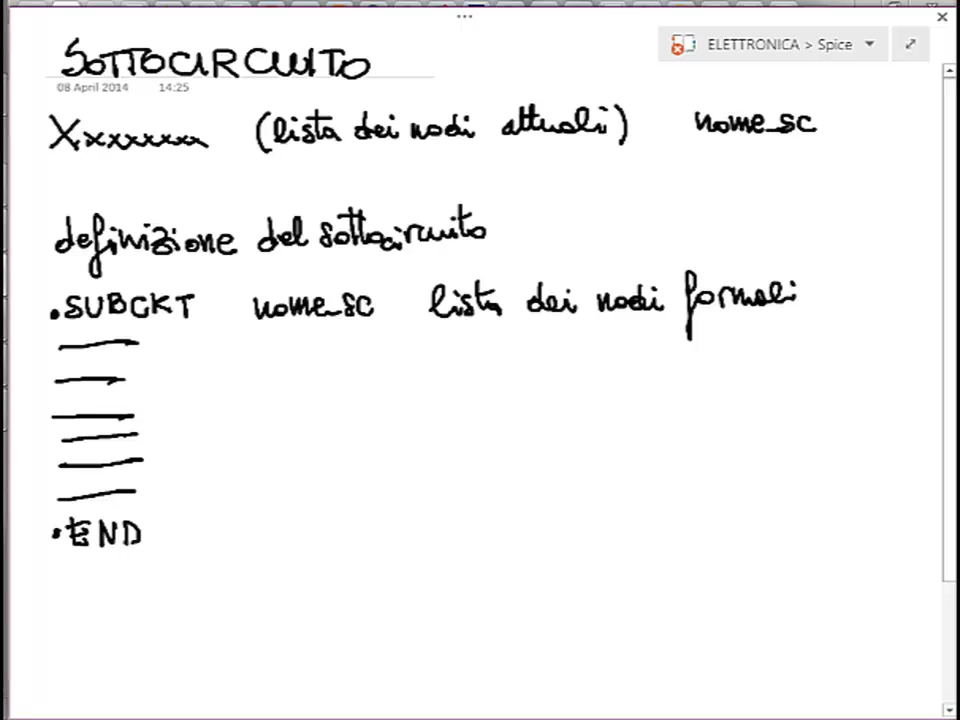 ELETTRONICA > Spice
SOTTOCIRCUITO
08 April 2014 14:25
Xxxxxxxx (lista dei nodi attuali) nome_sc
definizione del sottocircuito
.SUBCKT nome_sc lista dei nodi formali
.END